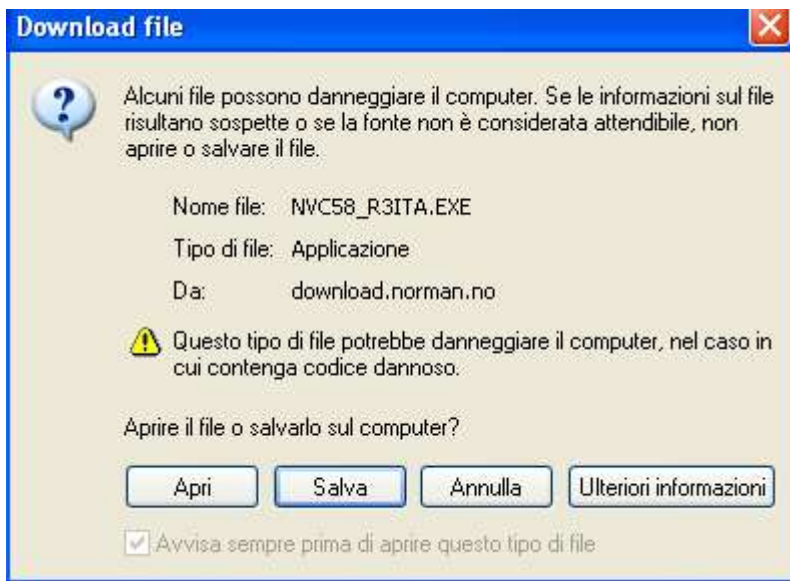 Download file
Alcuni file possono danneggiare il computer. Se le informazioni sul file
risultano sospette o se la fonte non è considerata attendibile, non
aprire o salvare il file.
Nome file: NVC58_R3ITA.EXE
Tipo di file: Applicazione
Da: download.norman.no
Questo tipo di file potrebbe danneggiare il computer, nel caso in
cui contenga codice dannoso.
Aprire il file o salvarlo sul computer?
Apri Salva Annulla Ulteriori informazioni
Avvisa sempre prima di aprire questo tipo di file